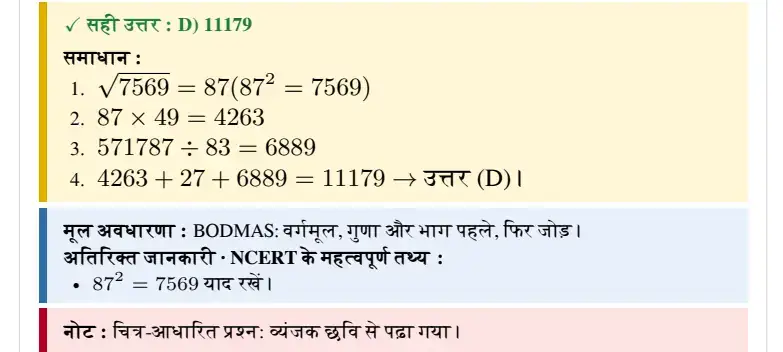 ✓ सही उत्तर : D) 11179
समाधान :
1. √7569 = 87(87² = 7569)
2. 87 × 49 = 4263
3. 571787 ÷ 83 = 6889
4. 4263 + 27 + 6889 = 11179 → उत्तर (D)।
मूल अवधारणा : BODMAS: वर्गमूल, गुणा और भाग पहले, फिर जोड़।
अतिरिक्त जानकारी · NCERT के महत्वपूर्ण तथ्य :
• 87² = 7569 याद रखें।
नोट : चित्र-आधारित प्रश्न: व्यंजक छवि से पढ़ा गया।